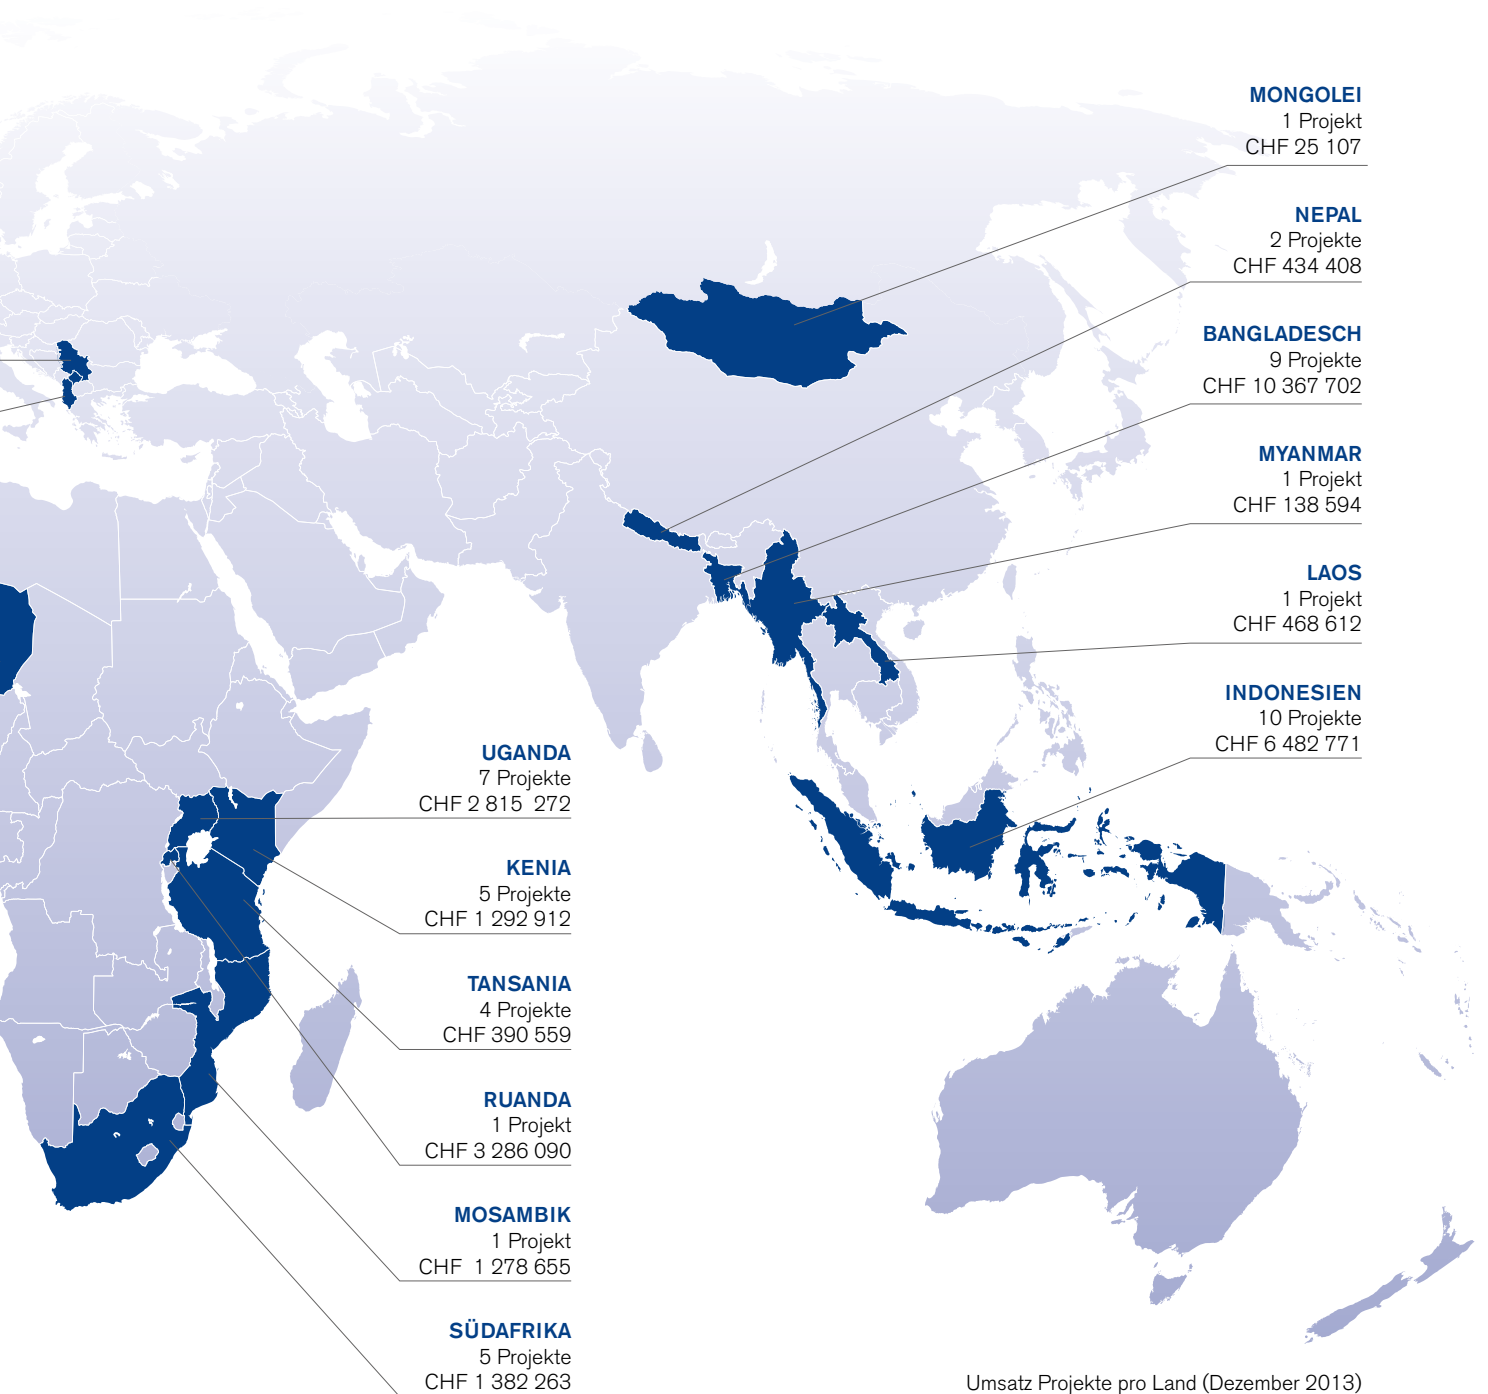 MONGOLEI
1 Projekt
CHF 25 107
NEPAL
2 Projekte
CHF 434 408
BANGLADESCH
9 Projekte
CHF 10 367 702
MYANMAR
1 Projekt
CHF 138 594
LAOS
1 Projekt
CHF 468 612
INDONESIEN
10 Projekte
CHF 6 482 771
UGANDA
7 Projekte
CHF 2 815 272
KENIA
5 Projekte
CHF 1 292 912
TANSANIA
4 Projekte
CHF 390 559
RUANDA
1 Projekt
CHF 3 286 090
MOSAMBIK
1 Projekt
CHF 1 278 655
SÜDAFRIKA
5 Projekte
CHF 1 382 263
Umsatz Projekte pro Land (Dezember 2013)